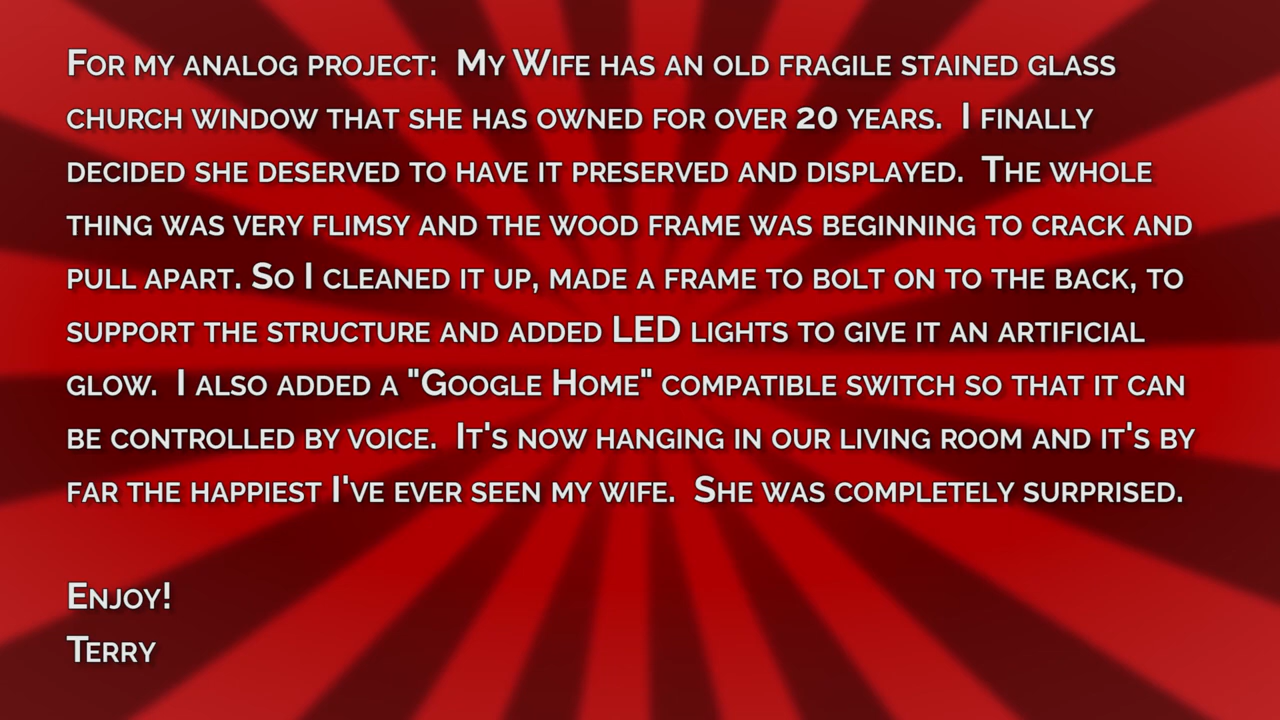 For my analog project:  My Wife has an old fragile stained glass
church window that she has owned for over 20 years.  I finally
decided she deserved to have it preserved and displayed.  The whole
thing was very flimsy and the wood frame was beginning to crack and
pull apart. So I cleaned it up, made a frame to bolt on to the back, to
support the structure and added LED lights to give it an artificial
glow.  I also added a "Google Home" compatible switch so that it can
be controlled by voice.  It's now hanging in our living room and it's by
far the happiest I've ever seen my wife.  She was completely surprised.
Enjoy!
Terry